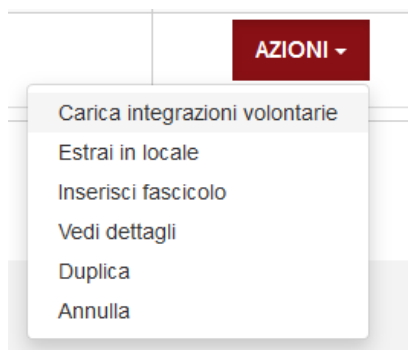 AZIONI
Carica integrazioni volontarie
Estrai in locale
Inserisci fascicolo
Vedi dettagli
Duplica
Annulla